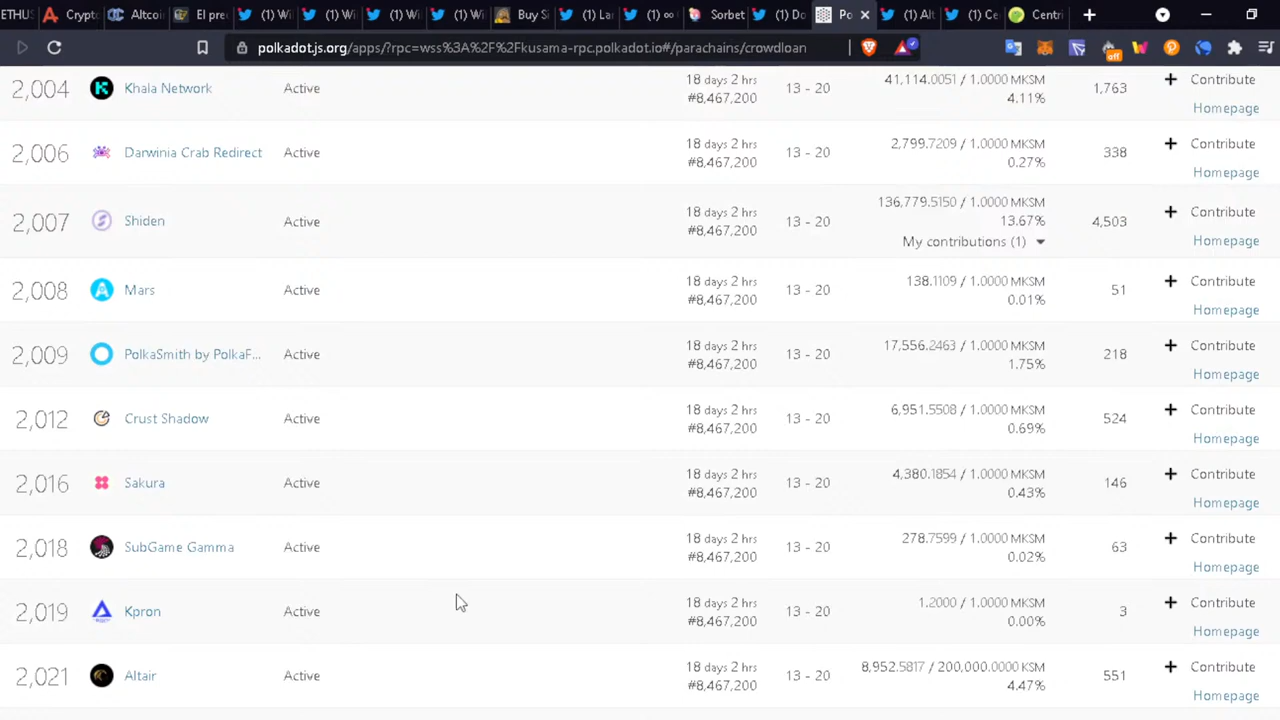 ETHUS
Crypto
Altcoi
El pre
(1) Wi
(1) Wi
(1) Wi
(1) Wi
Buy Si
(1) Lar
(1) ∞
Sorbet
(1) Do
Po
(1) Alt
(1) Ce
Centri
polkadot.js.org/apps/?rpc=wss%3A%2F%2Fkusama-rpc.polkadot.io#/parachains/crowdloan
off
2,004 Khala Network Active 18 days 2 hrs 13 - 20 41,114.0051 / 1.0000 MKSM 1,763 + Contribute
#8,467,200 4.11% Homepage
2,006 Darwinia Crab Redirect Active 18 days 2 hrs 13 - 20 2,799.7209 / 1.0000 MKSM 338 + Contribute
#8,467,200 0.27% Homepage
2,007 Shiden Active 18 days 2 hrs 13 - 20 136,779.5150 / 1.0000 MKSM 4,503 + Contribute
#8,467,200 13.67% Homepage
My contributions (1)
2,008 Mars Active 18 days 2 hrs 13 - 20 138.1109 / 1.0000 MKSM 51 + Contribute
#8,467,200 0.01% Homepage
2,009 PolkaSmith by PolkaF... Active 18 days 2 hrs 13 - 20 17,556.2463 / 1.0000 MKSM 218 + Contribute
#8,467,200 1.75% Homepage
2,012 Crust Shadow Active 18 days 2 hrs 13 - 20 6,951.5508 / 1.0000 MKSM 524 + Contribute
#8,467,200 0.69% Homepage
2,016 Sakura Active 18 days 2 hrs 13 - 20 4,380.1854 / 1.0000 MKSM 146 + Contribute
#8,467,200 0.43% Homepage
2,018 SubGame Gamma Active 18 days 2 hrs 13 - 20 278.7599 / 1.0000 MKSM 63 + Contribute
#8,467,200 0.02% Homepage
2,019 Kpron Active 18 days 2 hrs 13 - 20 1.2000 / 1.0000 MKSM 3 + Contribute
#8,467,200 0.00% Homepage
2,021 Altair Active 18 days 2 hrs 13 - 20 8,952.5817 / 200,000.0000 KSM 551 + Contribute
#8,467,200 4.47% Homepage